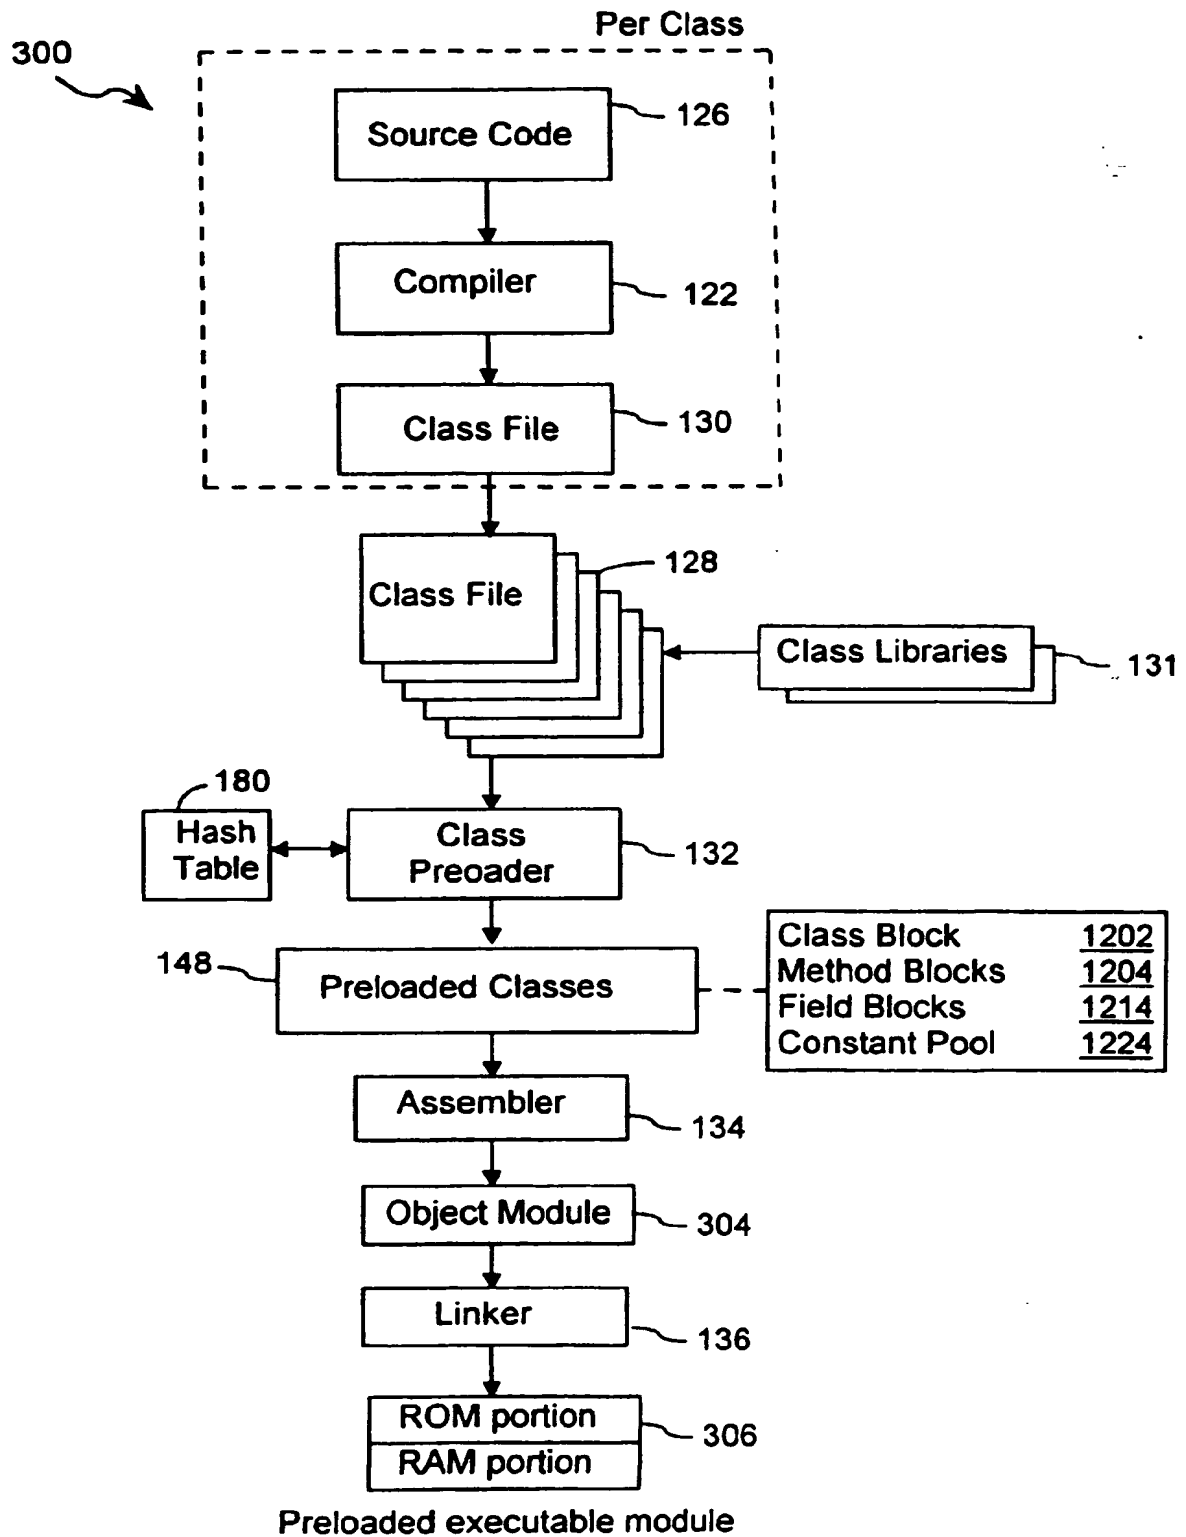 Per Class
300
Source Code
126
Compiler
122
Class File
130
Class File
128
Class Libraries
131
180
Hash
Table
Class
Preoader
132
148
Preloaded Classes
Class Block 1202
Method Blocks 1204
Field Blocks 1214
Constant Pool 1224
Assembler
134
Object Module
304
Linker
136
ROM portion
306
RAM portion
Preloaded executable module